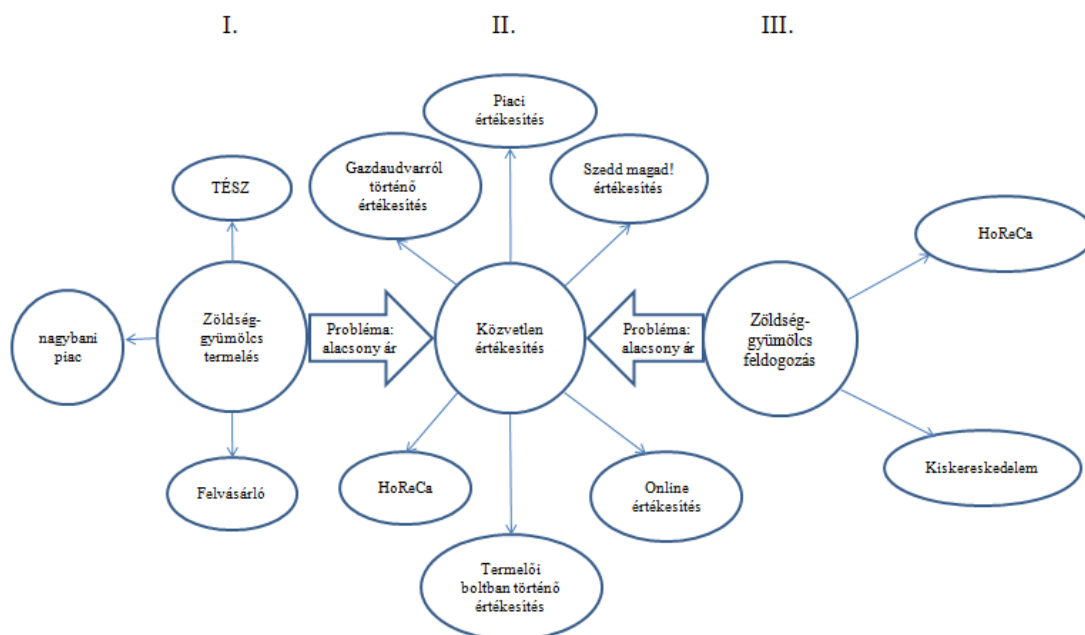 I.
II.
III.
Piaci
értékesítés
Gazdaudvarról
történő
értékesítés
Szedd magad!
értékesítés
TÉSZ
HoReCa
nagybani
piac
Zöldség-
gyümölcs
termelés
Probléma:
alacsony ár
Közvetlen
értékesítés
Probléma:
alacsony ár
Zöldség-
gyümölcs
feldogozás
Felvásárló
HoReCa
Online
értékesítés
Kiskereskedelem
Termelői
boltban történő
értékesítés